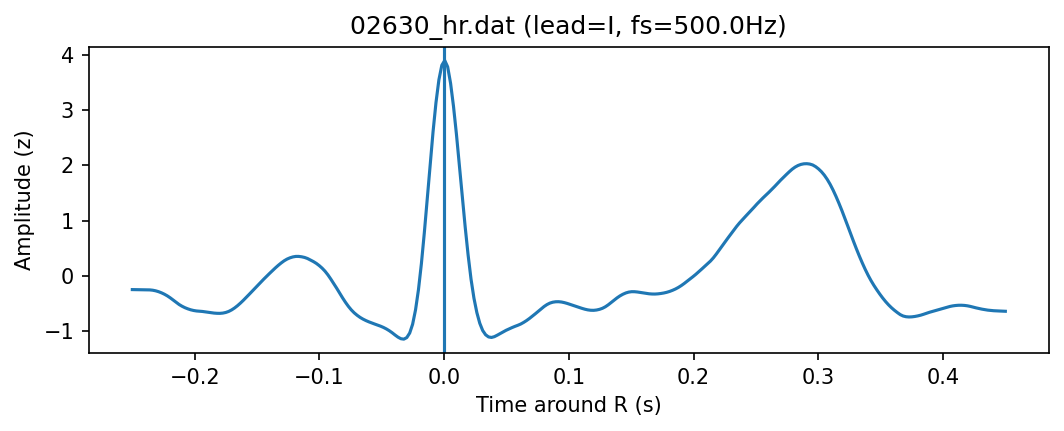 02630_hr.dat (lead=I, fs=500.0Hz)
Amplitude (z)
4
3
2
1
0
−1
−0.2 −0.1 0.0 0.1 0.2 0.3 0.4
Time around R (s)